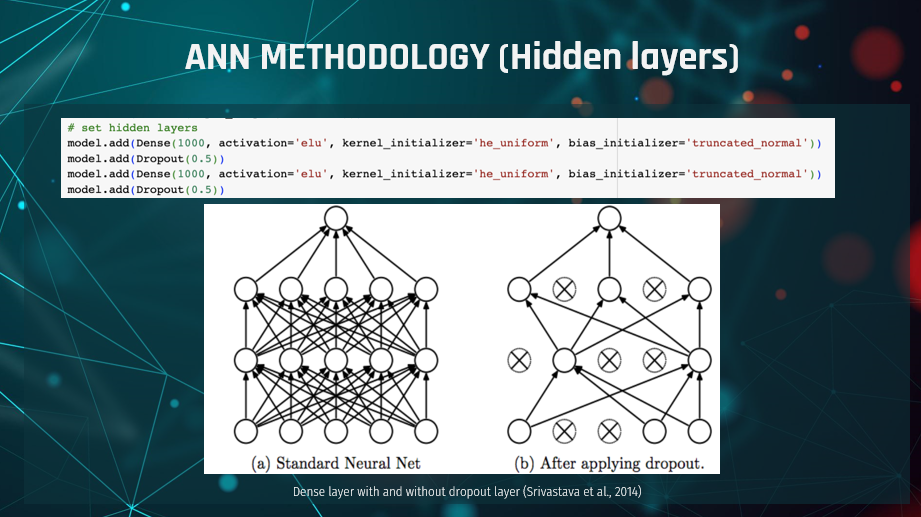 ANN METHODOLOGY (Hidden layers)
# set hidden layers
model.add(Dense(1000, activation='elu', kernel_initializer='he_uniform', bias_initializer='truncated_normal'))
model.add(Dropout(0.5))
model.add(Dense(1000, activation='elu', kernel_initializer='he_uniform', bias_initializer='truncated_normal'))
model.add(Dropout(0.5))
(a) Standard Neural Net
(b) After applying dropout.
Dense layer with and without dropout layer (Srivastava et al., 2014)